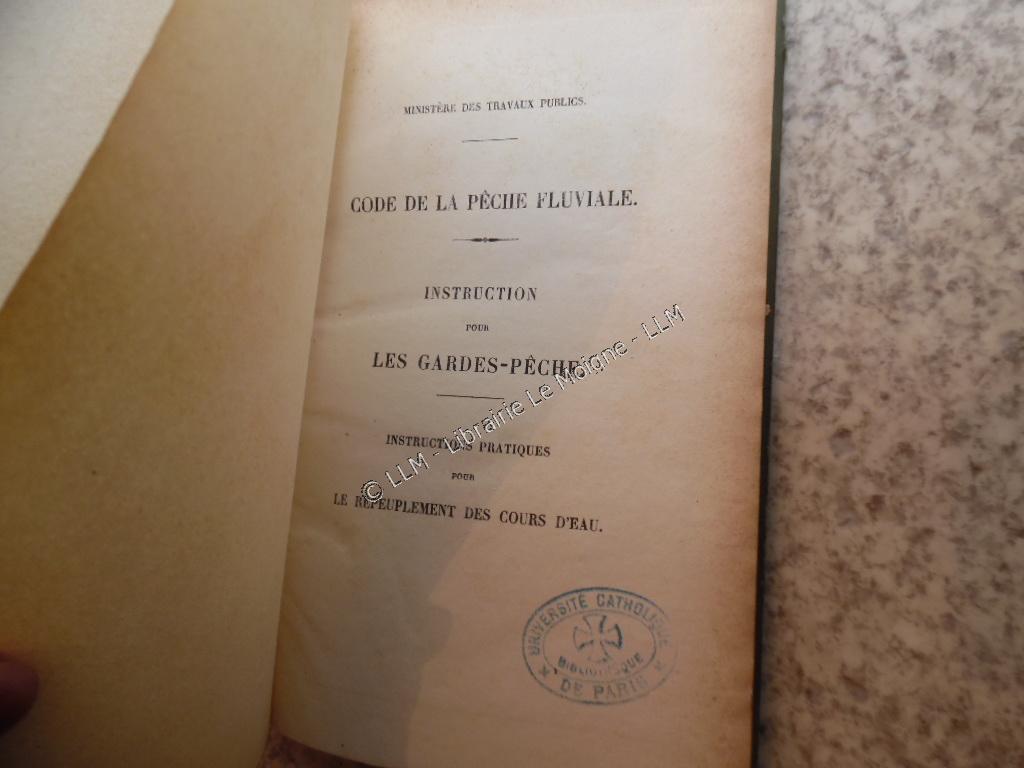 MINISTÈRE DES TRAVAUX PUBLICS.
CODE DE LA PÊCHE FLUVIALE.
INSTRUCTION
POUR
LES GARDES-PÊCHE
INSTRUCTIONS PRATIQUES
POUR
LE REPEUPLEMENT DES COURS D'EAU.
© LLM - Librairie Le Moigne - LLM
UNIVERSITÉ CATHOLIQUE
BIBLIOTHÈQUE
DE PARIS